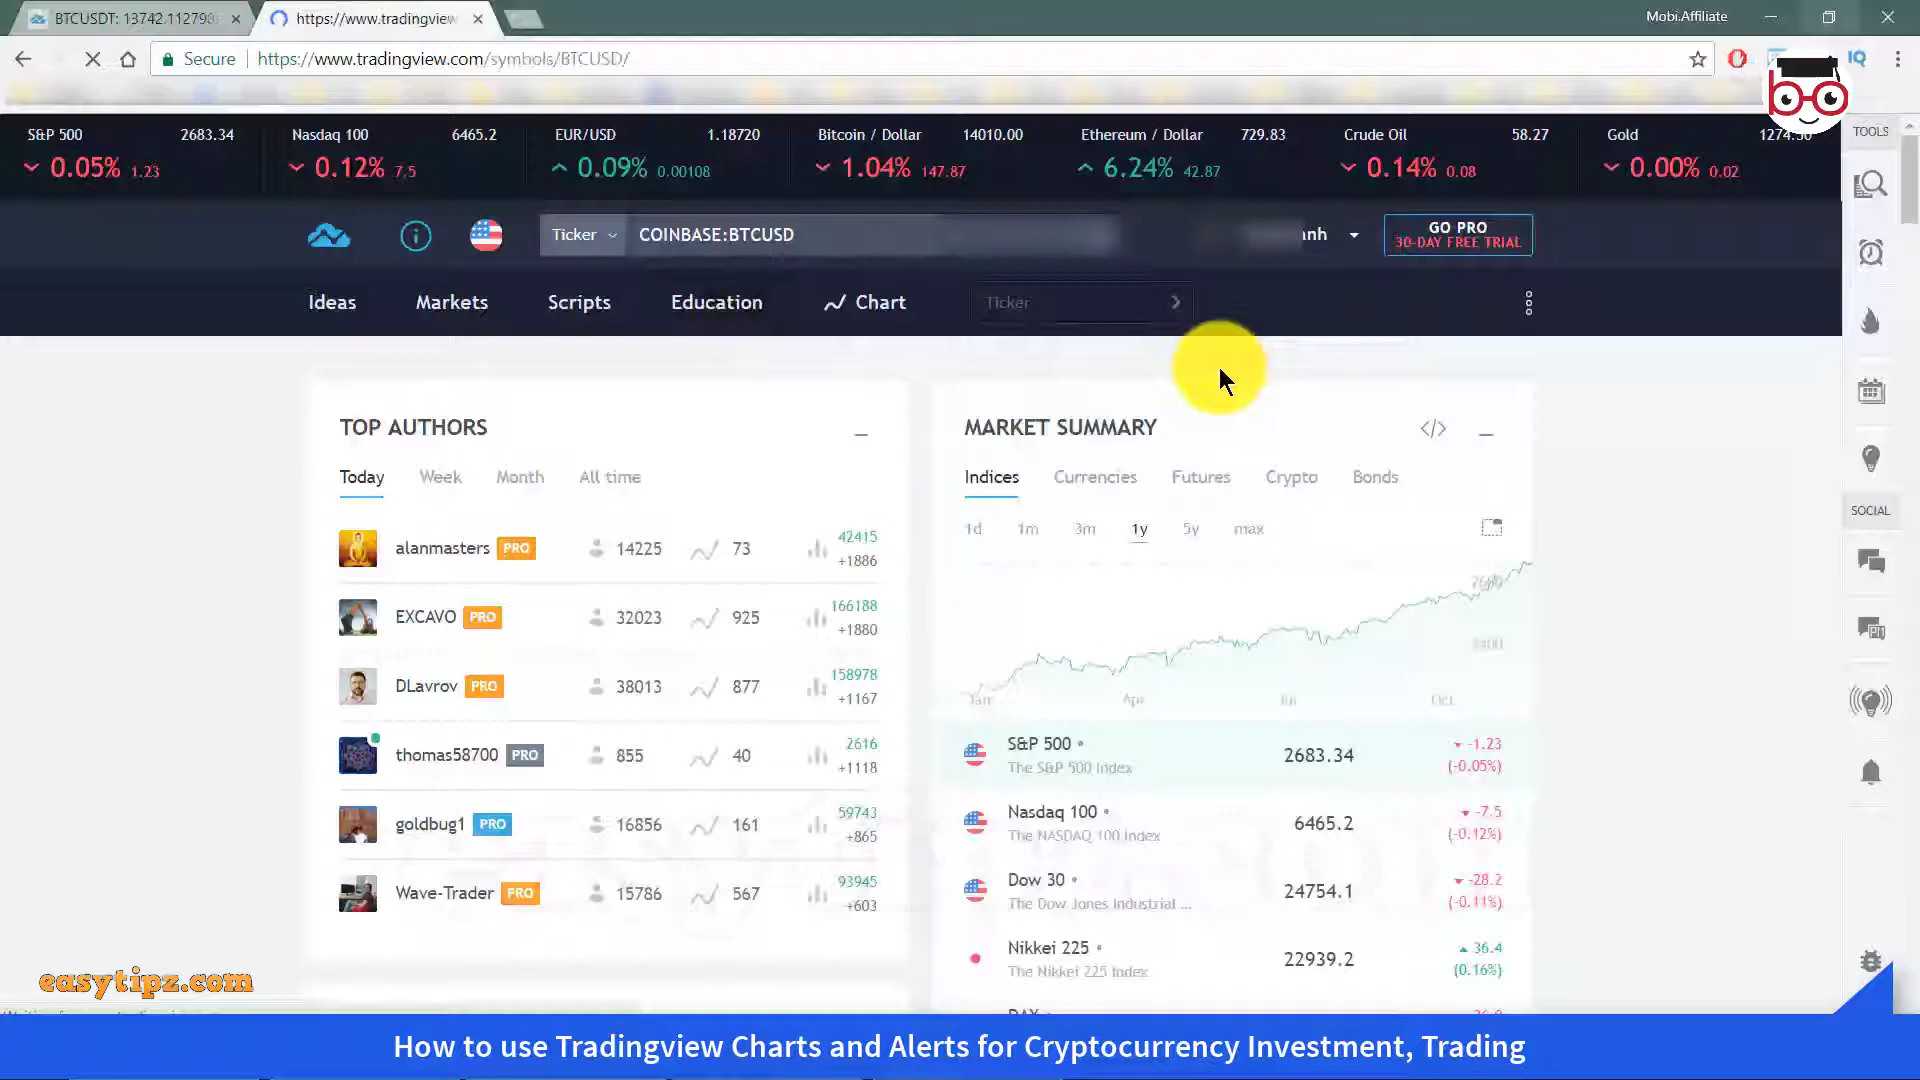 BTCUSDT: 13742.112790
https://www.tradingview
Mobi.Affiliate
Secure
https://www.tradingview.com/symbols/BTCUSD/
IQ
S&P 500 2683.34
0.05% 1.23
Nasdaq 100 6465.2
0.12% 7.5
EUR/USD 1.18720
0.09% 0.00108
Bitcoin / Dollar 14010.00
1.04% 147.87
Ethereum / Dollar 729.83
6.24% 42.87
Crude Oil 58.27
0.14% 0.08
Gold
0.00% 0.02
TOOLS
Ticker
COINBASE:BTCUSD
anh
GO PRO
30-DAY FREE TRIAL
Ideas
Markets
Scripts
Education
Chart
Ticker
TOP AUTHORS
Today Week Month All time
alanmasters PRO 14225 73 42415
+1886
EXCAVO PRO 32023 925 166188
+1880
DLavrov PRO 38013 877 158978
+1167
thomas58700 PRO 855 40 2616
+1118
goldbug1 PRO 16856 161 59743
+865
Wave-Trader PRO 15786 567 93945
+603
MARKET SUMMARY
Indices Currencies Futures Crypto Bonds
1d 1m 3m 1y 5y max
2400
Jan Apr Jul Oct
S&P 500 2683.34 -1.23
The S&P 500 Index (-0.05%)
Nasdaq 100 6465.2 -7.5
The NASDAQ 100 Index (-0.12%)
Dow 30 24754.1 -28.2
The Dow Jones Industrial ... (-0.11%)
Nikkei 225 22939.2 36.4
The Nikkei 225 Index (0.16%)
SOCIAL
easytipz.com
How to use Tradingview Charts and Alerts for Cryptocurrency Investment, Trading